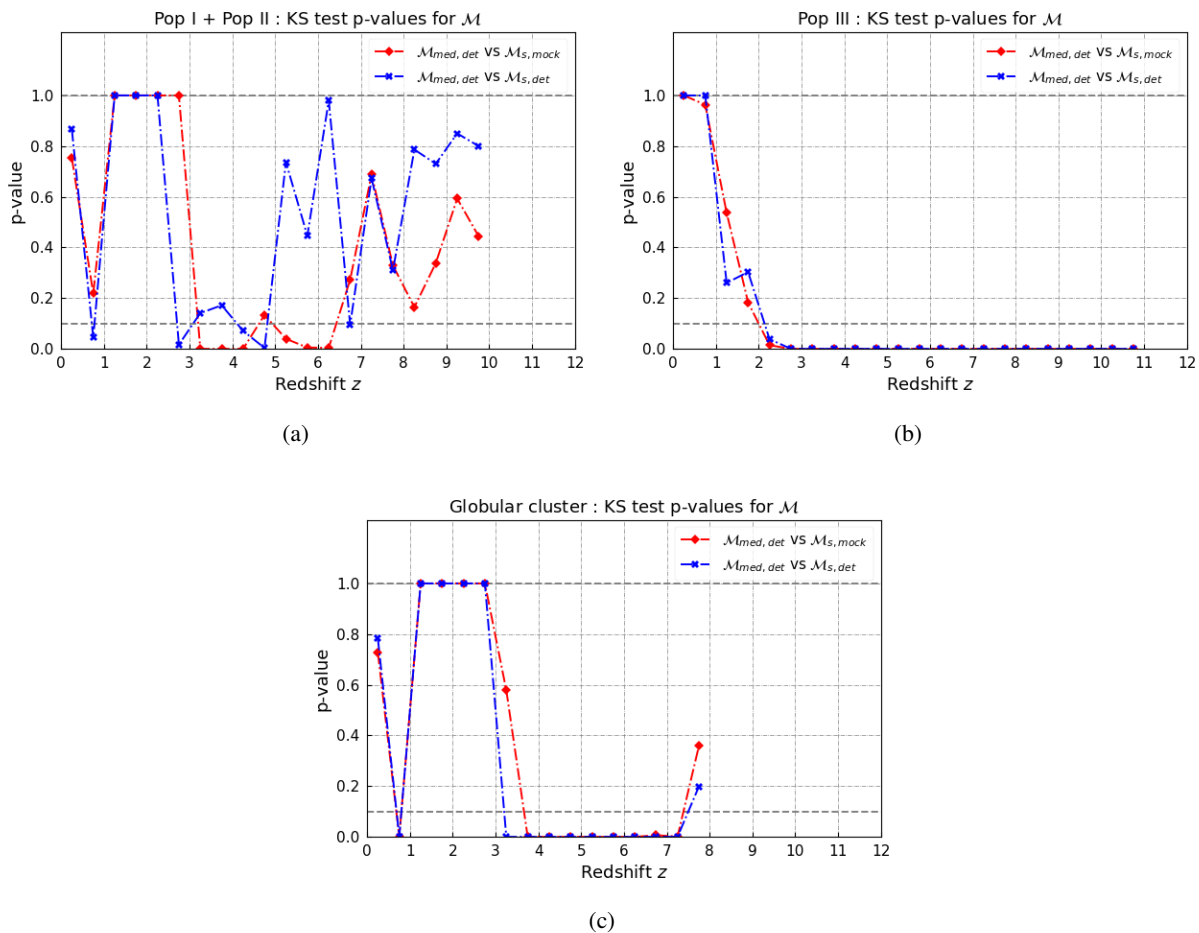 Pop I + Pop II : KS test p-values for ℳ
ℳmed, det vs ℳs, mock
ℳmed, det vs ℳs, det
p-value
1.0
0.8
0.6
0.4
0.2
0.0
0 1 2 3 4 5 6 7 8 9 10 11 12
Redshift z
(a)
Pop III : KS test p-values for ℳ
ℳmed, det vs ℳs, mock
ℳmed, det vs ℳs, det
p-value
1.0
0.8
0.6
0.4
0.2
0.0
0 1 2 3 4 5 6 7 8 9 10 11 12
Redshift z
(b)
Globular cluster : KS test p-values for ℳ
ℳmed, det vs ℳs, mock
ℳmed, det vs ℳs, det
p-value
1.0
0.8
0.6
0.4
0.2
0.0
0 1 2 3 4 5 6 7 8 9 10 11 12
Redshift z
(c)